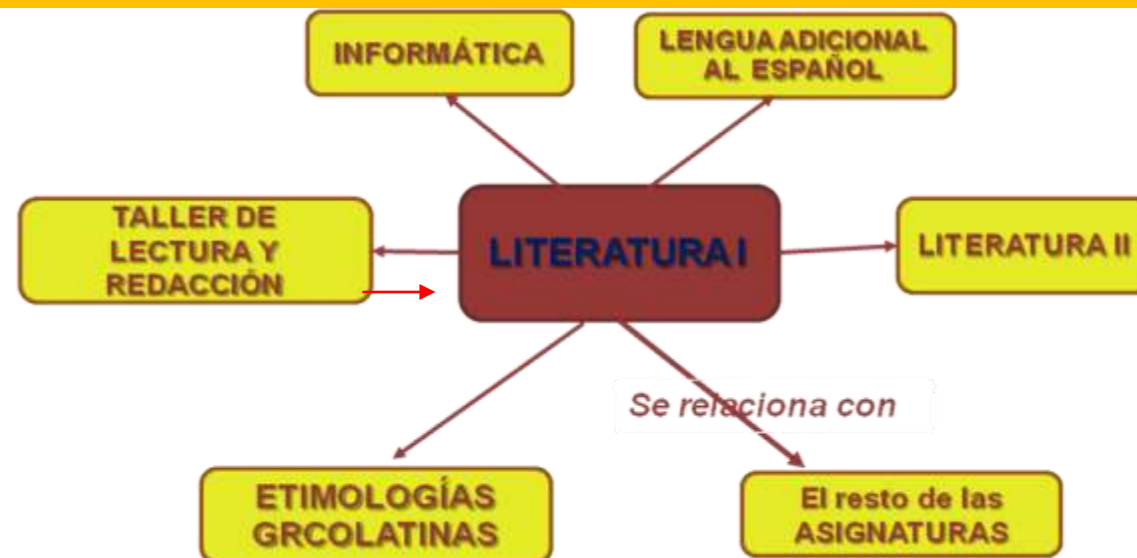 INFORMÁTICA
LENGUA ADICIONAL
AL ESPAÑOL
TALLER DE
LECTURA Y
REDACCIÓN
LITERATURA I
LITERATURA II
Se relaciona con
ETIMOLOGÍAS
GRCOLATINAS
El resto de las
ASIGNATURAS